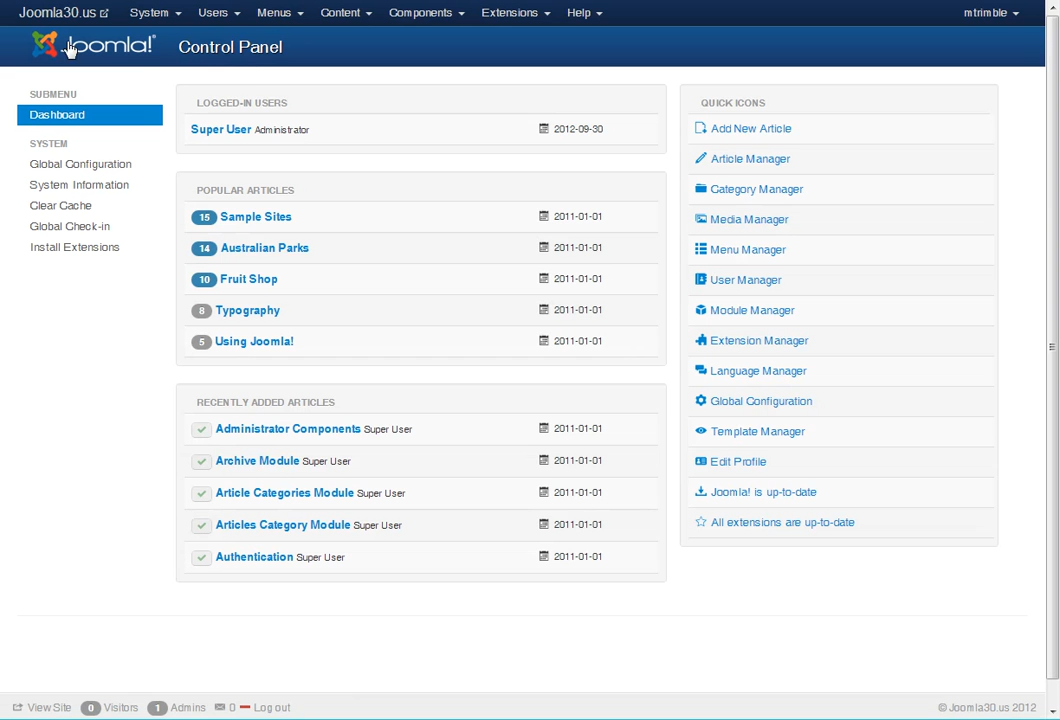 Joomla30.us System Users Menus Content Components Extensions Help mtrimble
Joomla!® Control Panel
SUBMENU
Dashboard
SYSTEM
Global Configuration
System Information
Clear Cache
Global Check-in
Install Extensions
LOGGED-IN USERS
Super User Administrator 2012-09-30
POPULAR ARTICLES
15 Sample Sites 2011-01-01
14 Australian Parks 2011-01-01
10 Fruit Shop 2011-01-01
8 Typography 2011-01-01
5 Using Joomla! 2011-01-01
RECENTLY ADDED ARTICLES
Administrator Components Super User 2011-01-01
Archive Module Super User 2011-01-01
Article Categories Module Super User 2011-01-01
Articles Category Module Super User 2011-01-01
Authentication Super User 2011-01-01
QUICK ICONS
Add New Article
Article Manager
Category Manager
Media Manager
Menu Manager
User Manager
Module Manager
Extension Manager
Language Manager
Global Configuration
Template Manager
Edit Profile
Joomla! is up-to-date
All extensions are up-to-date
View Site 0 Visitors 1 Admins 0 Log out © Joomla30.us 2012